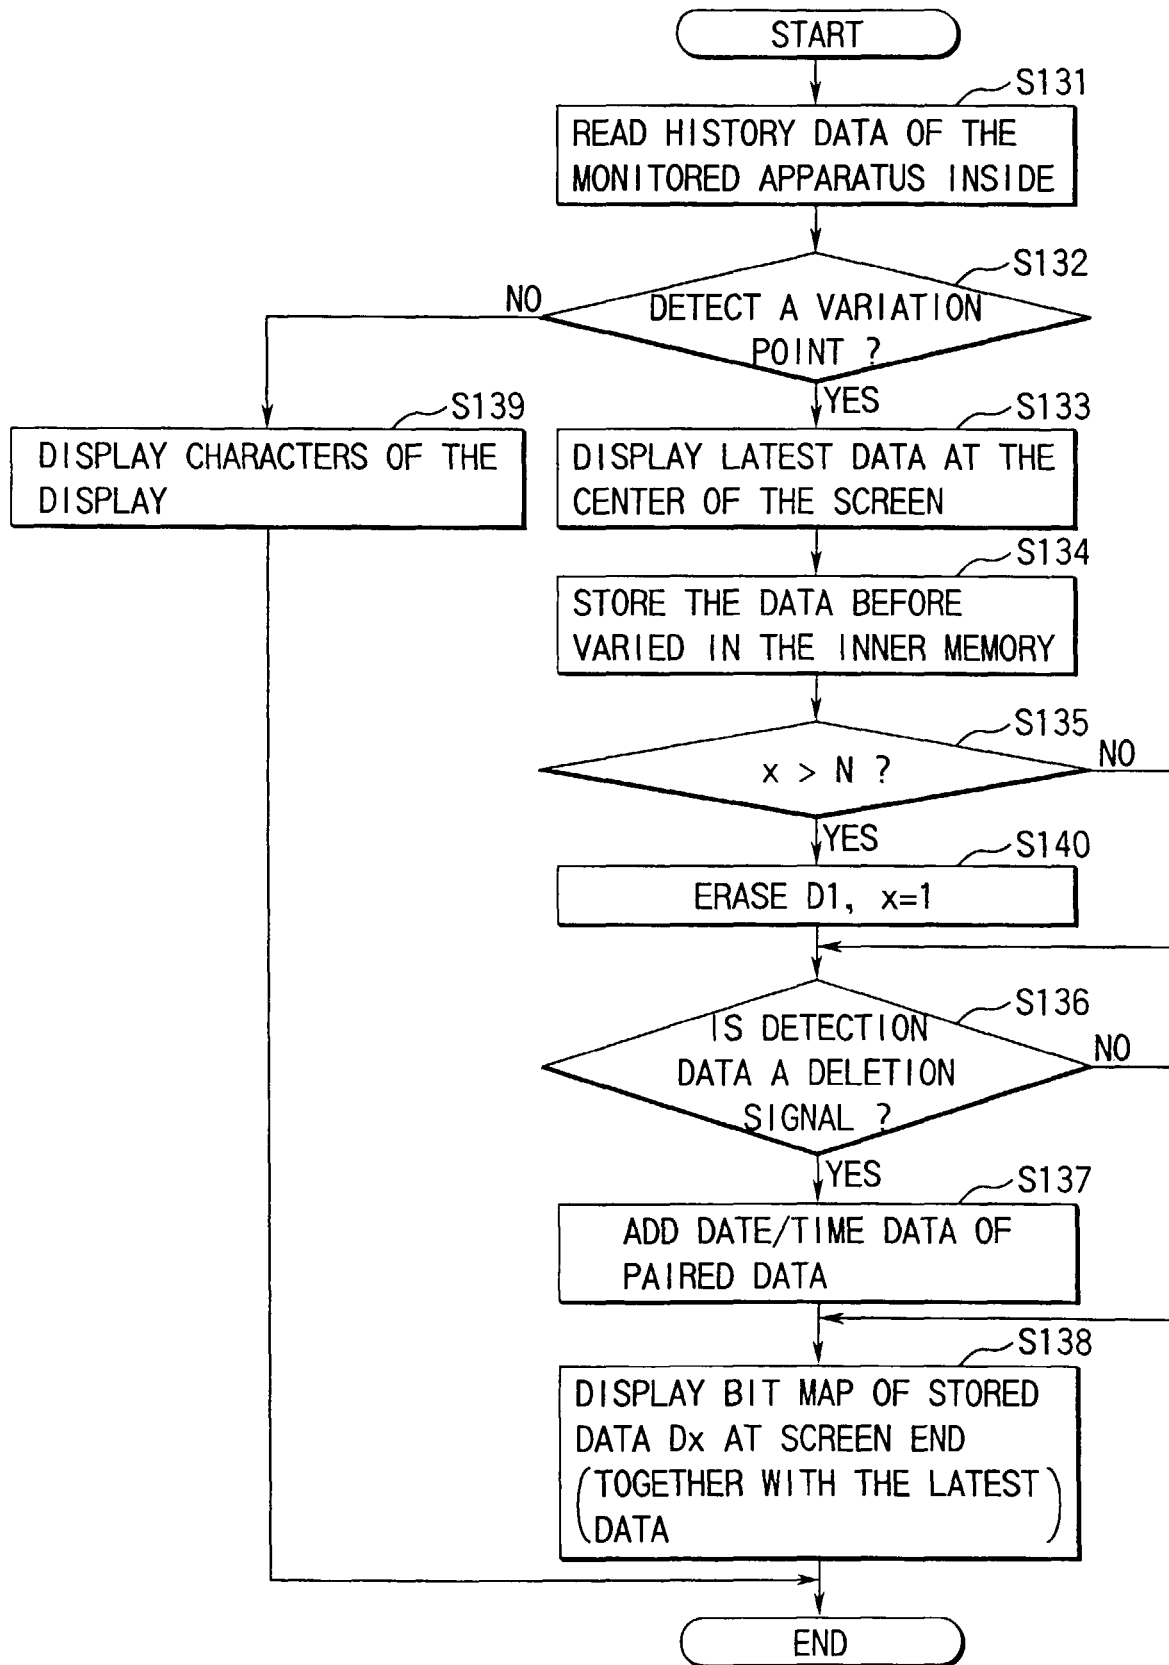 START
S131
READ HISTORY DATA OF THE
MONITORED APPARATUS INSIDE
S132
NO
DETECT A VARIATION
POINT ?
YES
S139
DISPLAY CHARACTERS OF THE
DISPLAY
S133
DISPLAY LATEST DATA AT THE
CENTER OF THE SCREEN
S134
STORE THE DATA BEFORE
VARIED IN THE INNER MEMORY
S135
x > N ?
NO
YES
S140
ERASE D1, x=1
S136
IS DETECTION
DATA A DELETION
SIGNAL ?
NO
YES
S137
ADD DATE/TIME DATA OF
PAIRED DATA
S138
DISPLAY BIT MAP OF STORED
DATA Dx AT SCREEN END
(TOGETHER WITH THE LATEST
DATA)
END